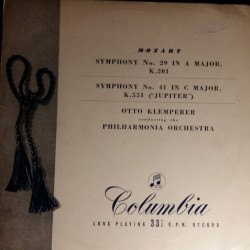 MOZART
SYMPHONY No. 29 IN A MAJOR,
K.201
SYMPHONY No. 41 IN C MAJOR,
K.551 ("JUPITER")
OTTO KLEMPERER
conducting the
PHILHARMONIA ORCHESTRA
Columbia
LONG PLAYING 33⅓ R.P.M. RECORD